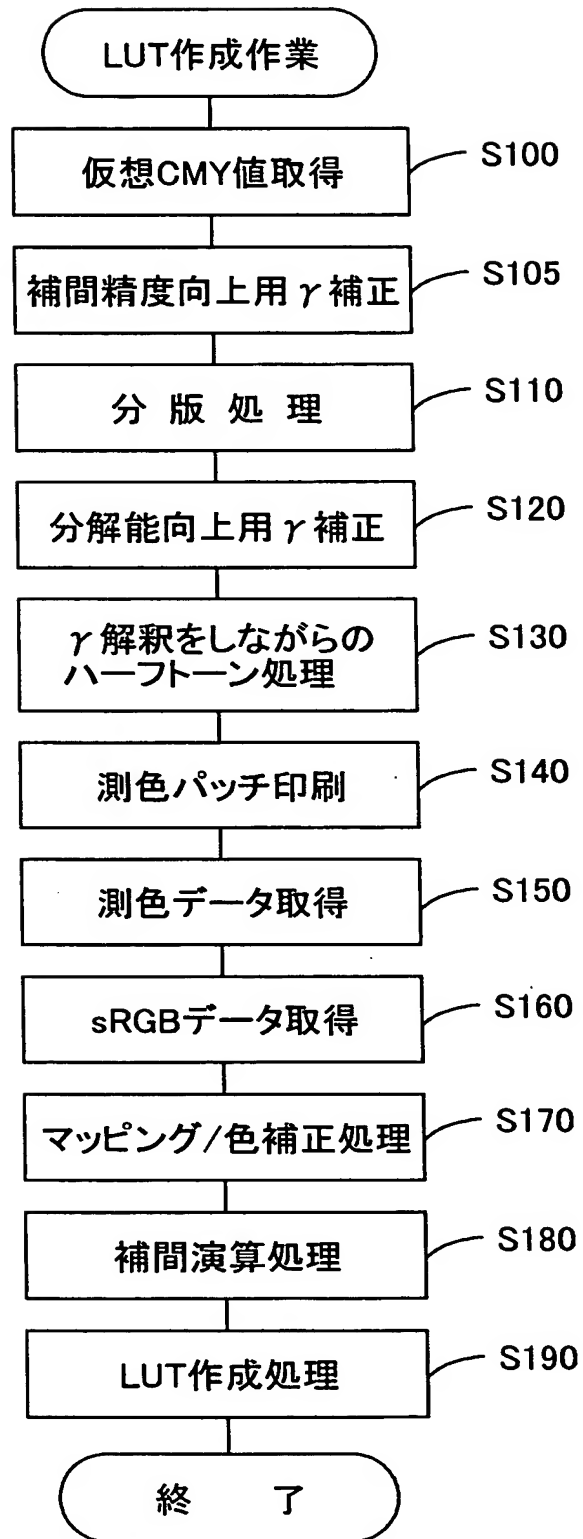 LUT作成作業
仮想CMY値取得
S100
補間精度向上用γ補正
S105
分 版 処 理
S110
分解能向上用γ補正
S120
γ解釈をしながらの
ハーフトーン処理
S130
測色パッチ印刷
S140
測色データ取得
S150
sRGBデータ取得
S160
マッピング/色補正処理
S170
補間演算処理
S180
LUT作成処理
S190
終 了